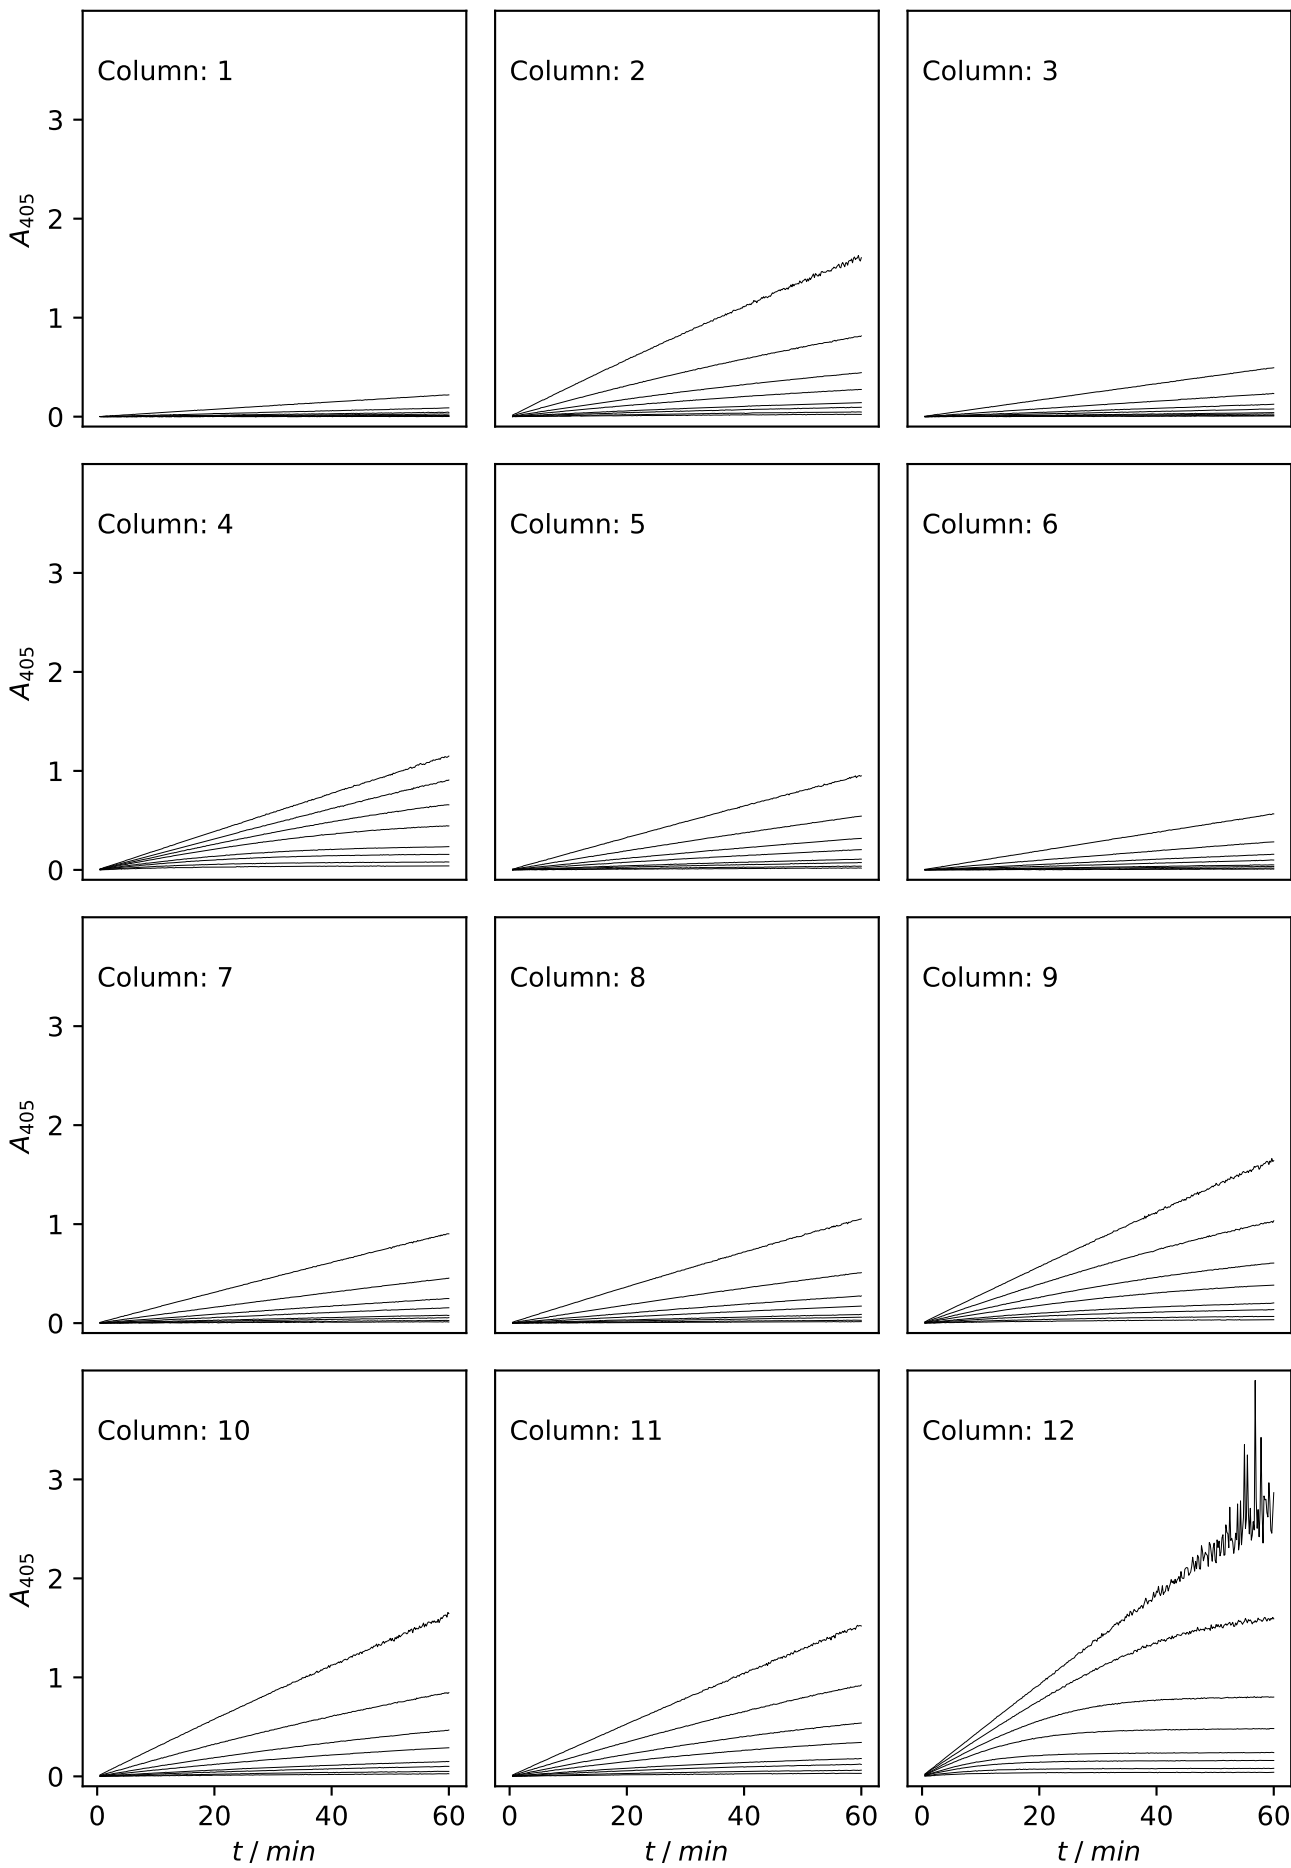 Column: 1
Column: 2
Column: 3
3
2
1
0
A405
Column: 4
Column: 5
Column: 6
3
2
1
0
A405
Column: 7
Column: 8
Column: 9
3
2
1
0
A405
Column: 10
Column: 11
Column: 12
3
2
1
0
A405
0 20 40 60 0 20 40 60 0 20 40 60
t / min t / min t / min